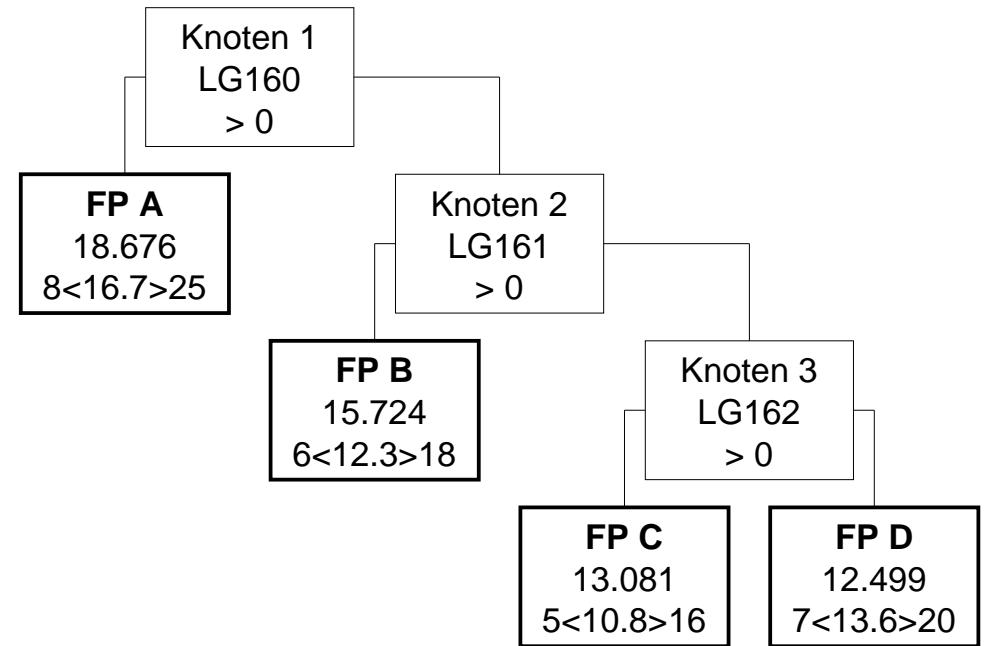 Knoten 1
LG160
> 0
FP A
18.676
8<16.7>25
Knoten 2
LG161
> 0
FP B
15.724
6<12.3>18
Knoten 3
LG162
> 0
FP C
13.081
5<10.8>16
FP D
12.499
7<13.6>20